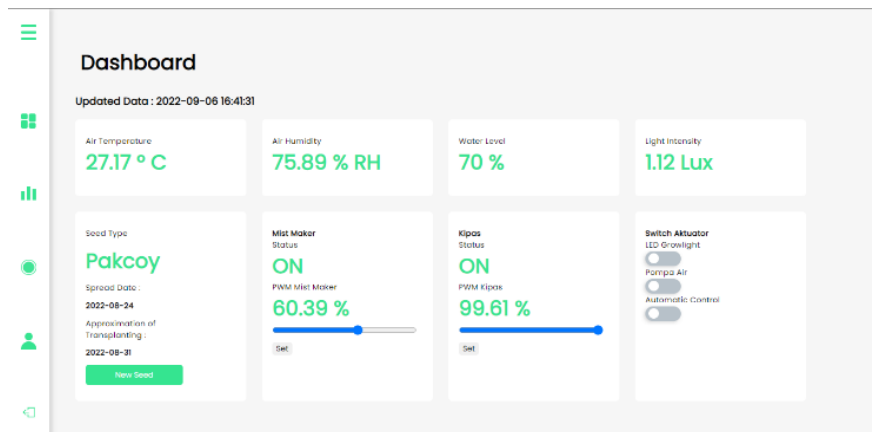 Dashboard
Updated Data : 2022-09-06 16:41:31
Air Temperature
27.17 ° C
Air Humidity
75.89 % RH
Water Level
70 %
Light Intensity
1.12 Lux
Seed Type
Pakcoy
Spread Date :
2022-08-24
Approximation of
Transplanting :
2022-08-31
New Seed
Mist Maker
Status
ON
PWM Mist Maker
60.39 %
Set
Kipas
Status
ON
PWM Kipas
99.61 %
Set
Switch Aktuator
LED Growlight
Pompa Air
Automatic Control